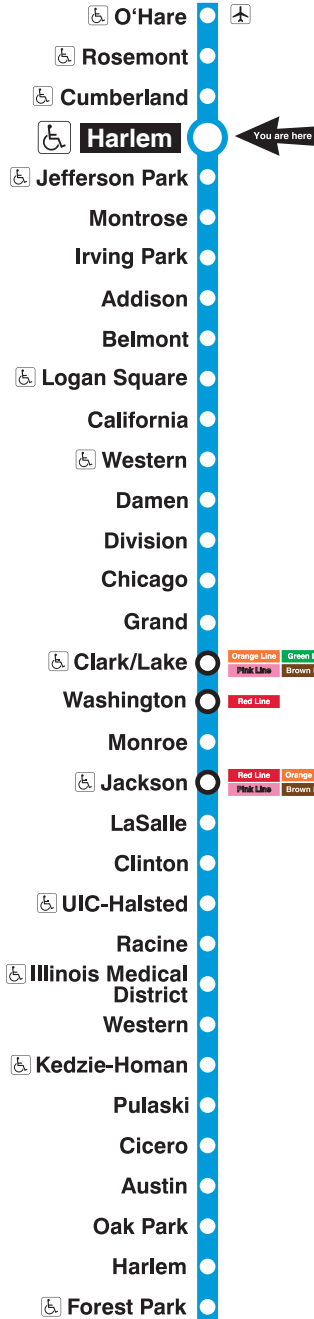 O'Hare
Rosemont
Cumberland
Harlem
You are here
Jefferson Park
Montrose
Irving Park
Addison
Belmont
Logan Square
California
Western
Damen
Division
Chicago
Grand
Clark/Lake
Orange Line Green
Pink Line Brown
Washington
Red Line
Monroe
Jackson
Red Line Orange
Pink Line Brown
LaSalle
Clinton
UIC-Halsted
Racine
Illinois Medical
District
Western
Kedzie-Homan
Pulaski
Cicero
Austin
Oak Park
Harlem
Forest Park